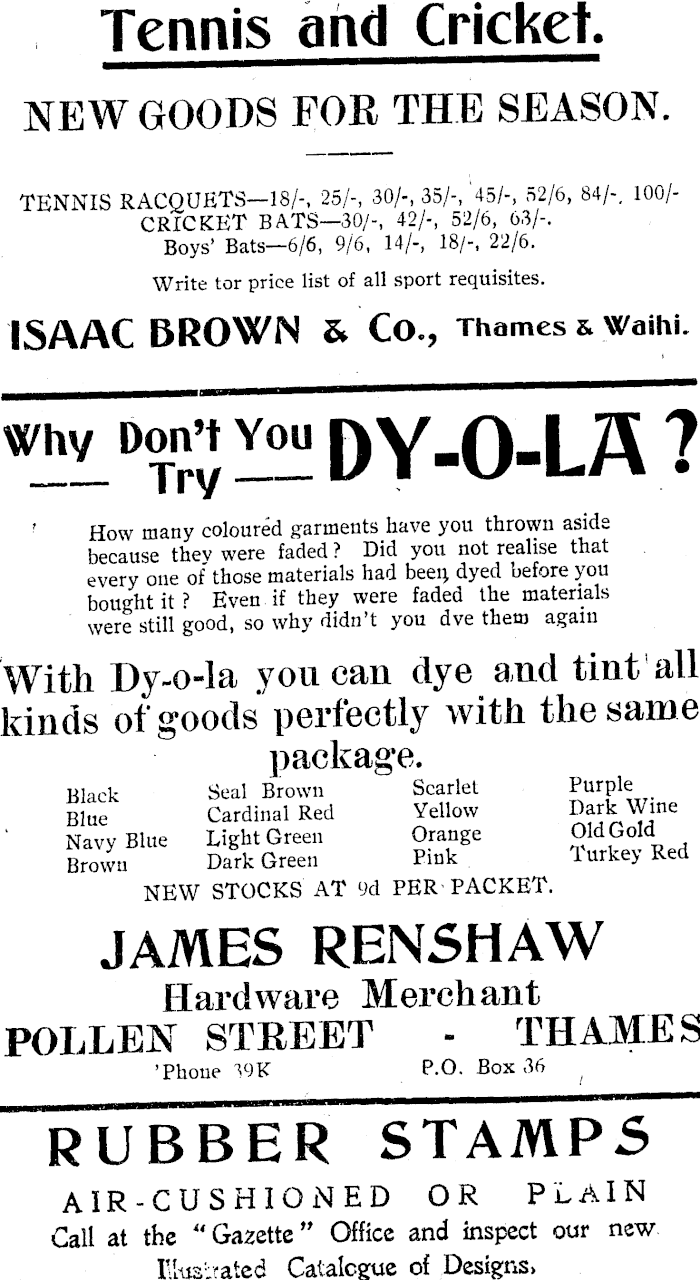 Tennis and Cricket.
NEW GOODS FOR THE SEASON.
TENNIS RACQUETS—18/-, 25/-, 30/-, 35/-, 45/-, 52/6, 84/-, 100/-
CRICKET BATS—30/-, 42/-, 52/6, 63/-.
Boys' Bats—6/6, 9/6, 14/-, 18/-, 22/6.
Write tor price list of all sport requisites.
ISAAC BROWN & Co., Thames & Waihi.
Why Don't You Try DY-O-LA ?
How many coloured garments have you thrown aside
because they were faded? Did you not realise that
every one of those materials had been dyed before you
bought it? Even if they were faded the materials
were still good, so why didn't you dve them again
With Dy-o-la you can dye and tint all
kinds of goods perfectly with the same
package.
Black Seal Brown Scarlet Purple
Blue Cardinal Red Yellow Dark Wine
Navy Blue Light Green Orange Old Gold
Brown Dark Green Pink Turkey Red
NEW STOCKS AT 9d PER PACKET.
JAMES RENSHAW
Hardware Merchant
POLLEN STREET - THAMES
'Phone 39K P.O. Box 36
RUBBER STAMPS
AIR-CUSHIONED OR PLAIN
Call at the "Gazette" Office and inspect our new
Illustrated Catalogue of Designs,